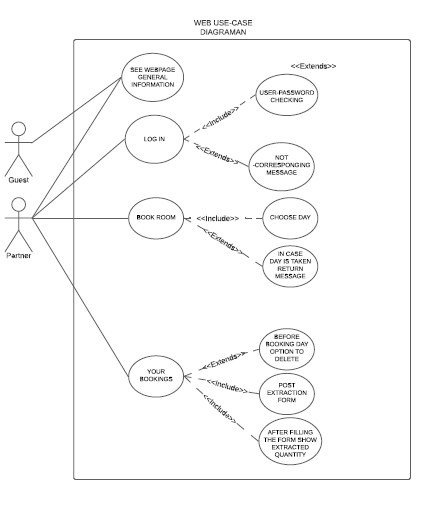 WEB USE-CASE
DIAGRAMAN
<<Extends>>
SEE WEBPAGE
GENERAL
INFORMATION
USER-PASSWORD
CHECKING
<<Include>>
LOG IN
<<Extends>>
NOT
-CORRESPONGING
MESSAGE
Guest
BOOK ROOM
<<Include>>
CHOOSE DAY
<<Extends>>
IN CASE
DAY IS TAKEN
RETURN
MESSAGE
Partner
BEFORE
BOOKING DAY
OPTION TO
DELETE
<<Extends>>
YOUR
BOOKINGS
<<Include>>
POST
EXTRACTION
FORM
<<Include>>
AFTER FILLING
THE FORM SHOW
EXTRACTED
QUANTITY